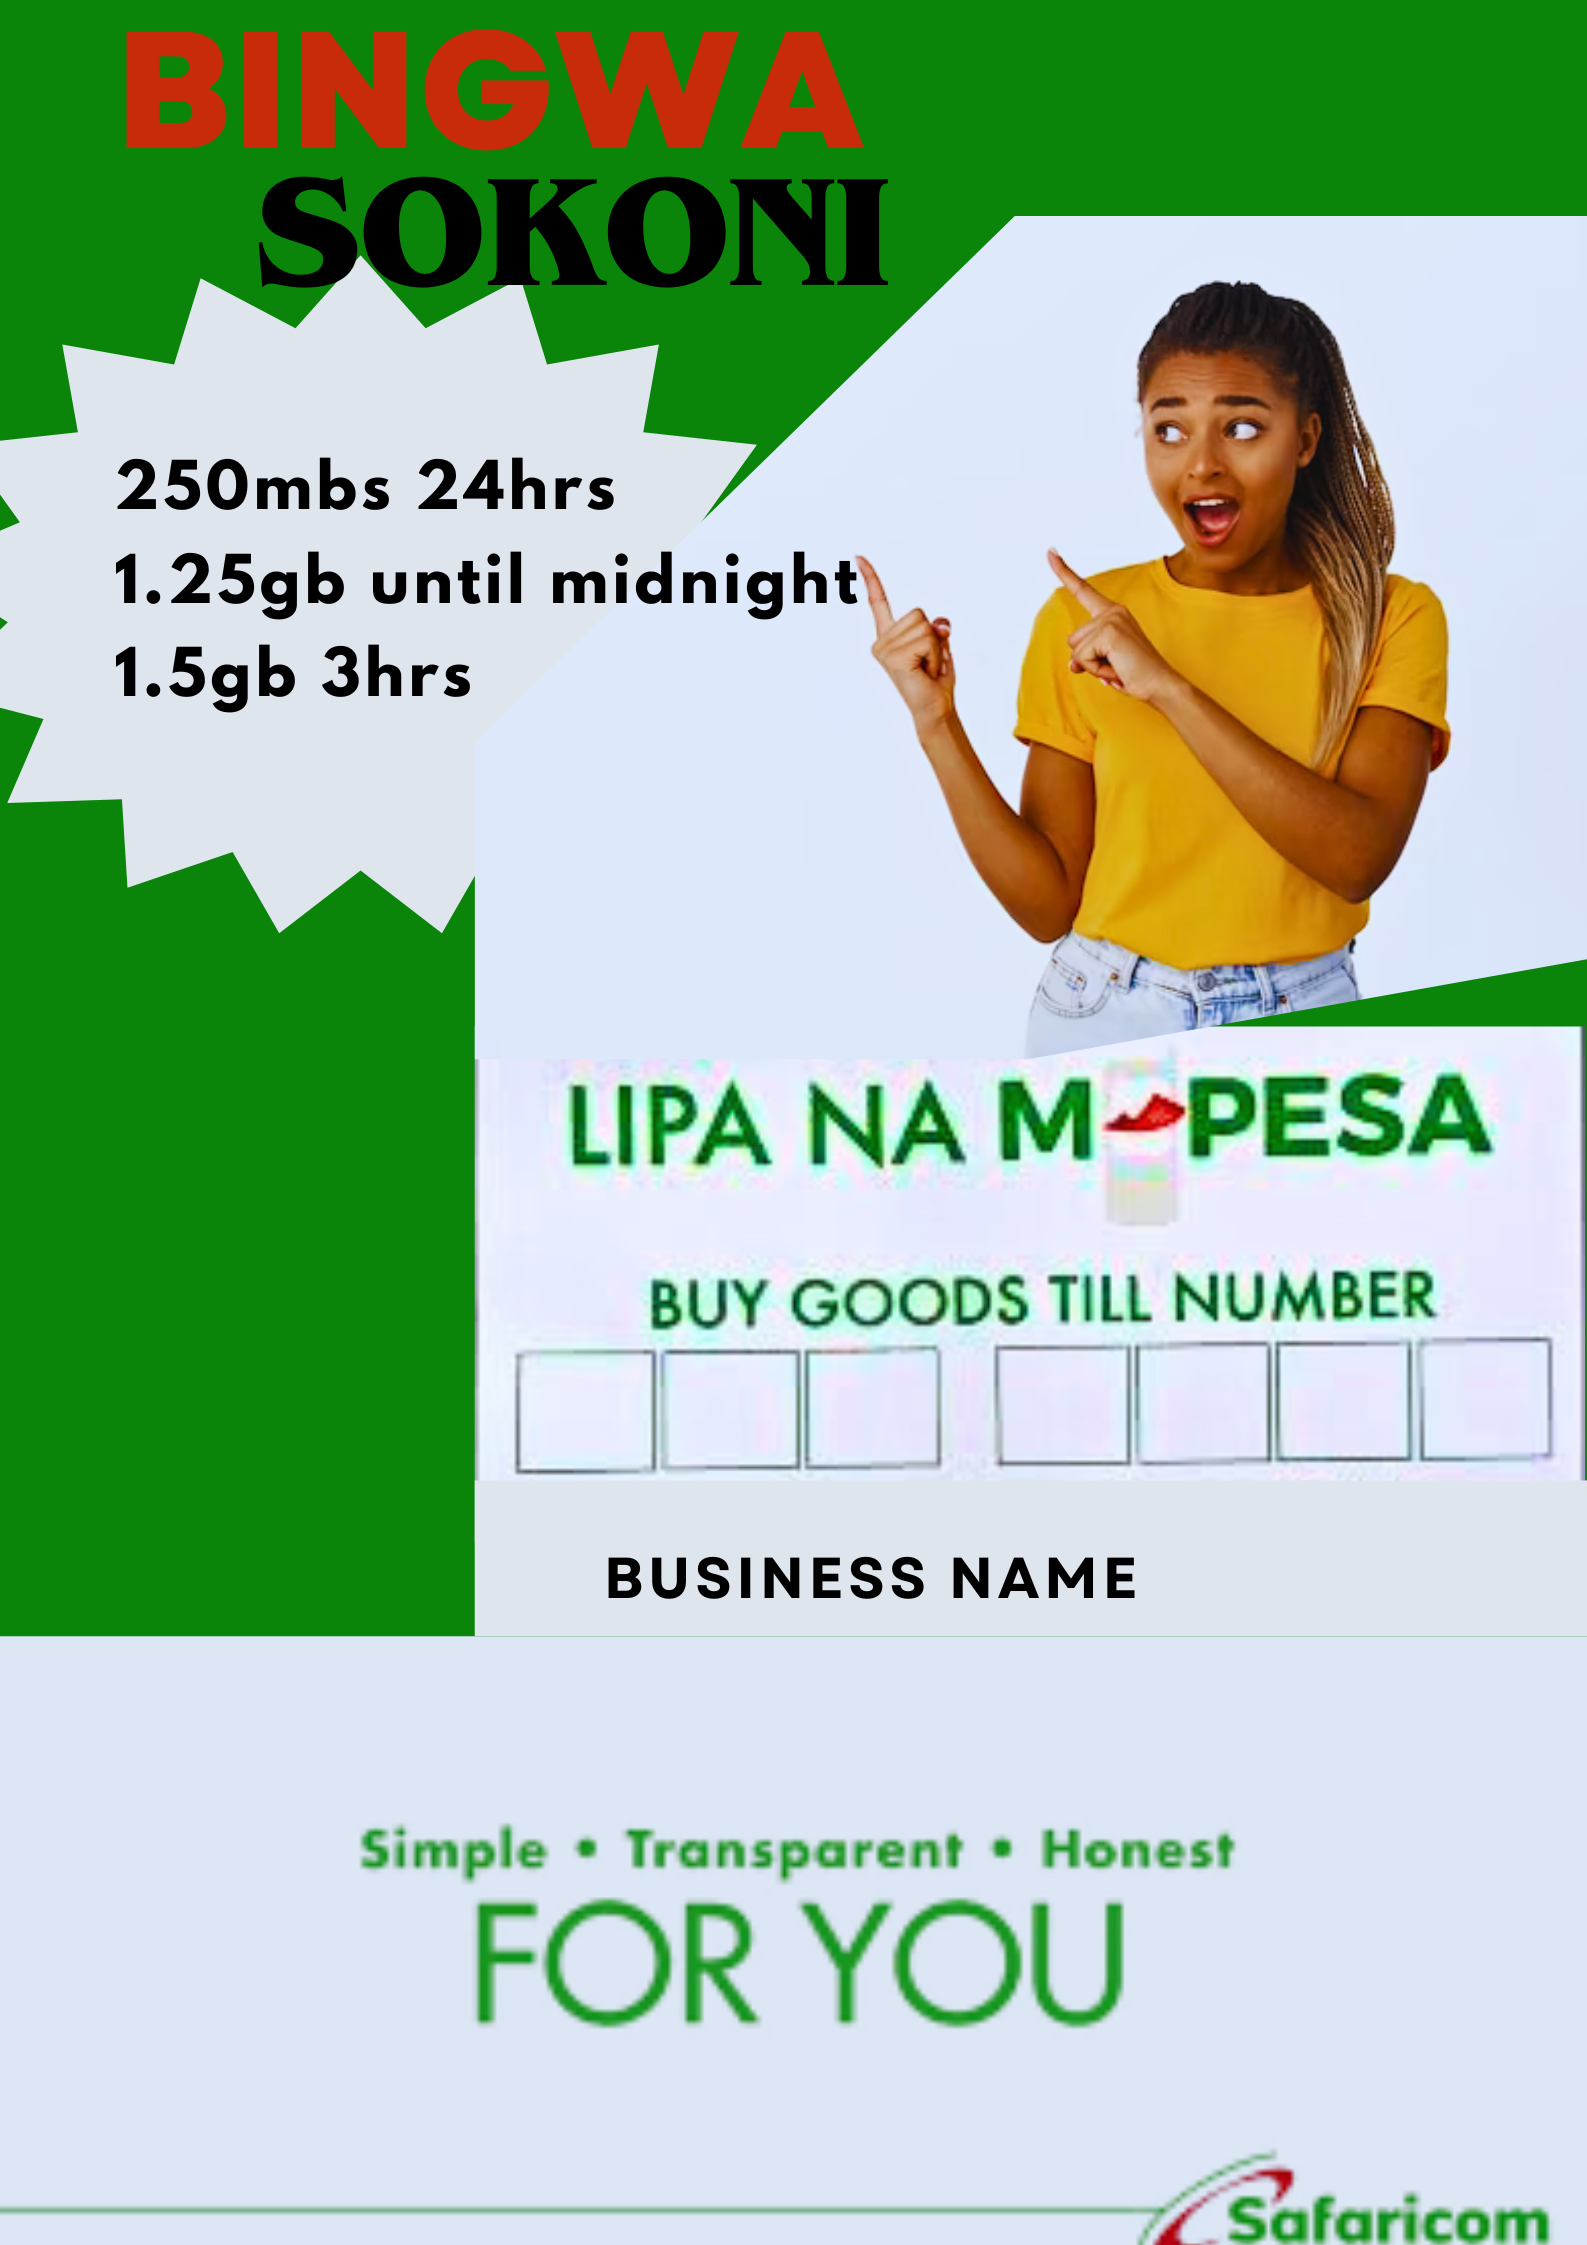 BINGWA
SOKONI
250mbs 24hrs
1.25gb until midnight
1.5gb 3hrs
LIPA NA M-PESA
BUY GOODS TILL NUMBER
BUSINESS NAME
Simple • Transparent • Honest
FOR YOU
Safaricom